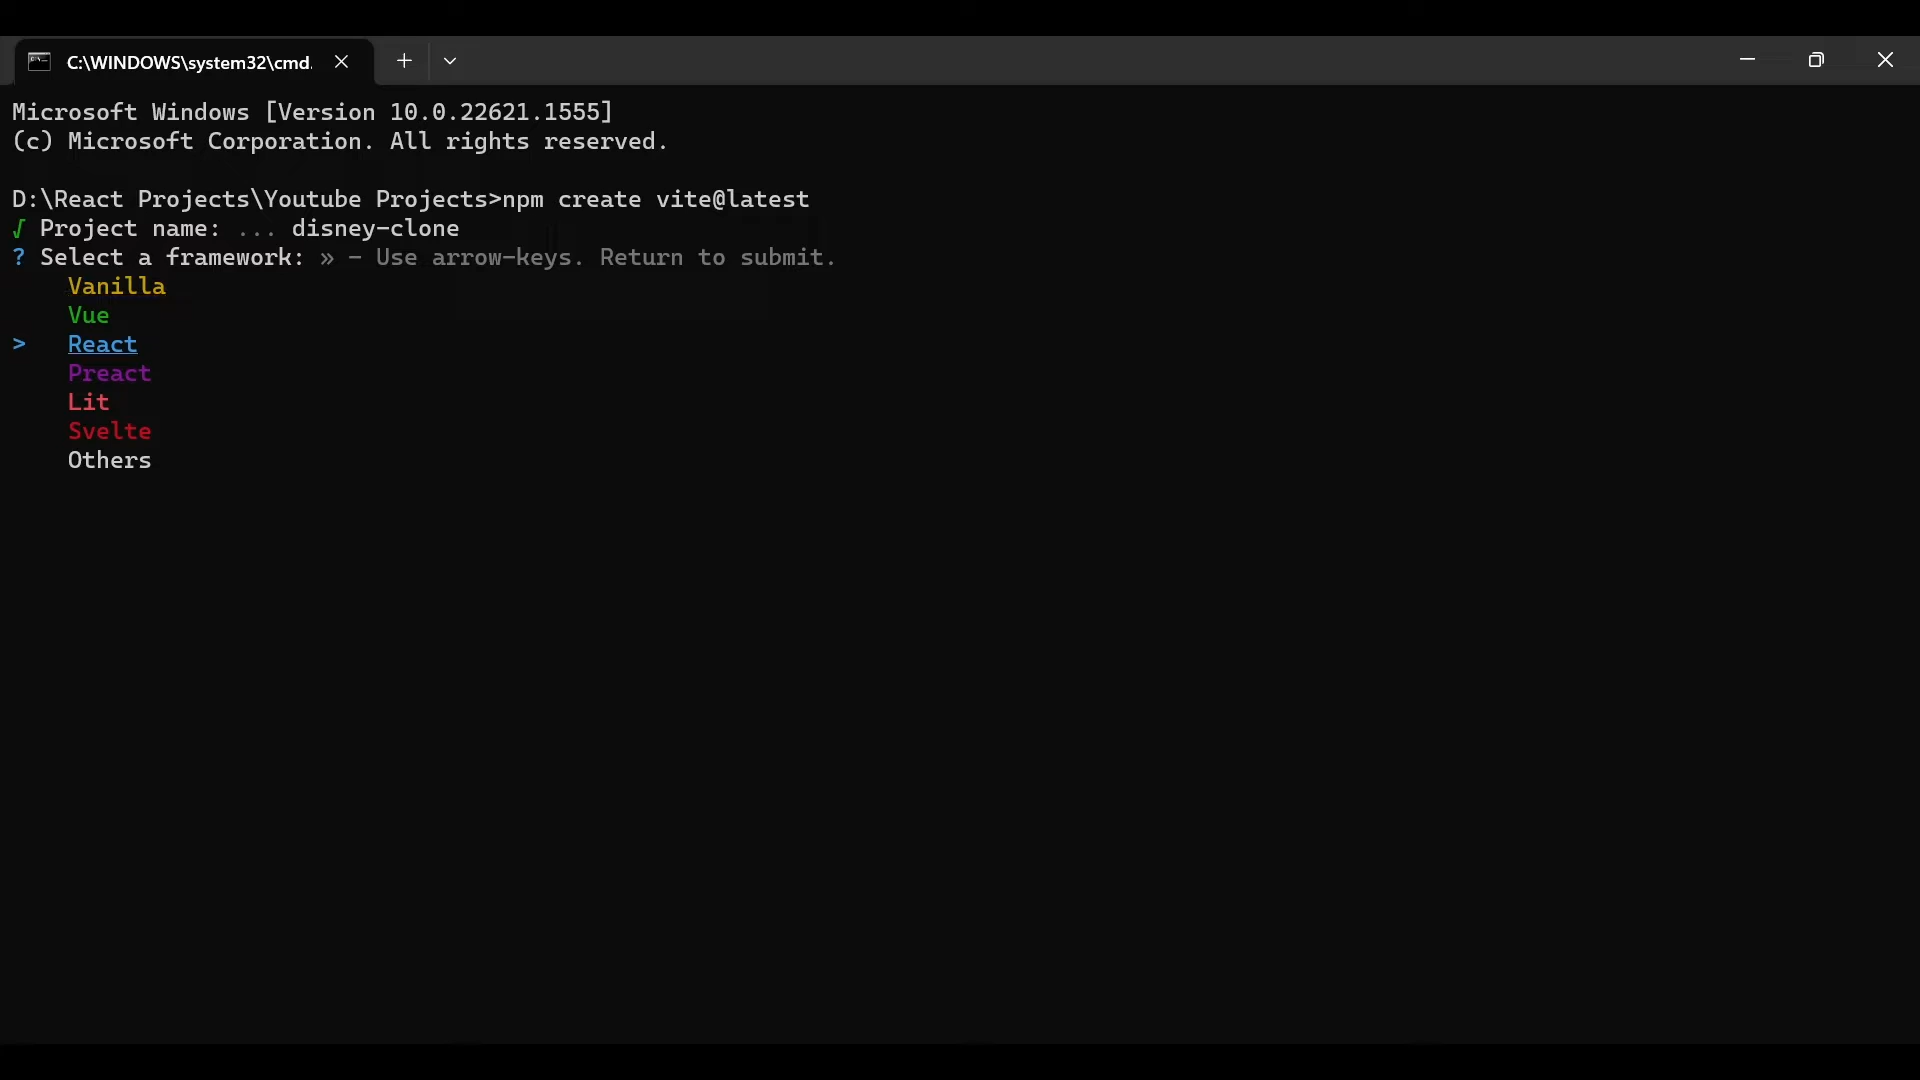 C:\WINDOWS\system32\cmd.
Microsoft Windows [Version 10.0.22621.1555]
(c) Microsoft Corporation. All rights reserved.
D:\React Projects\Youtube Projects>npm create vite@latest
√ Project name: ... disney-clone
? Select a framework: » - Use arrow-keys. Return to submit.
Vanilla
Vue
> React
Preact
Lit
Svelte
Others